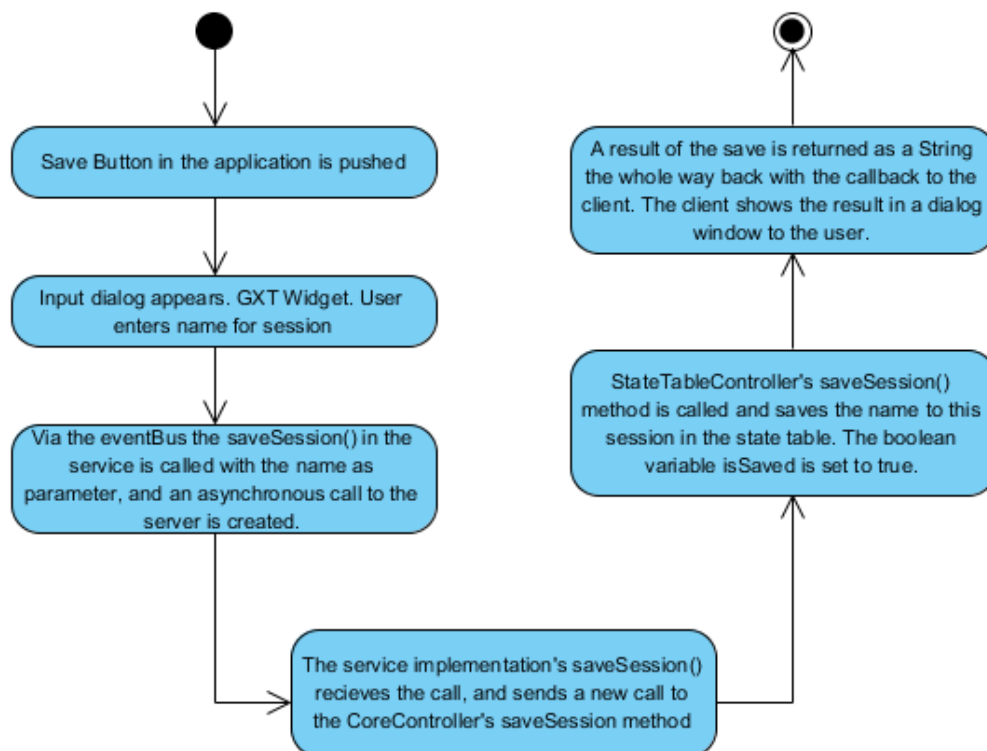 Save Button in the application is pushed
Input dialog appears. GXT Widget. User
enters name for session
Via the eventBus the saveSession() in the
service is called with the name as
parameter, and an asynchronous call to the
server is created.
The service implementation's saveSession()
recieves the call, and sends a new call to
the CoreController's saveSession method
StateTableController's saveSession()
method is called and saves the name to this
session in the state table. The boolean
variable isSaved is set to true.
A result of the save is returned as a String
the whole way back with the callback to the
client. The client shows the result in a dialog
window to the user.